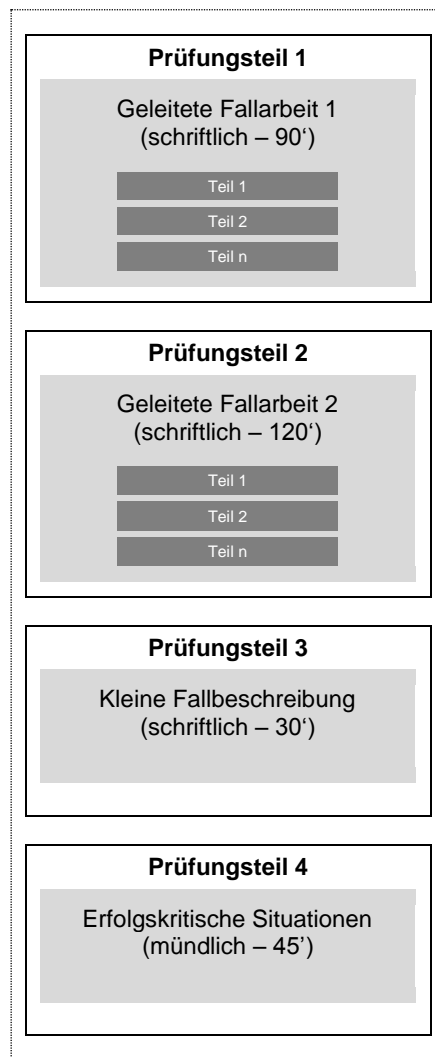 Prüfungsteil 1
Geleitete Fallarbeit 1
(schriftlich – 90‘)
Teil 1
Teil 2
Teil n
Prüfungsteil 2
Geleitete Fallarbeit 2
(schriftlich – 120‘)
Teil 1
Teil 2
Teil n
Prüfungsteil 3
Kleine Fallbeschreibung
(schriftlich – 30‘)
Prüfungsteil 4
Erfolgskritische Situationen
(mündlich – 45’)